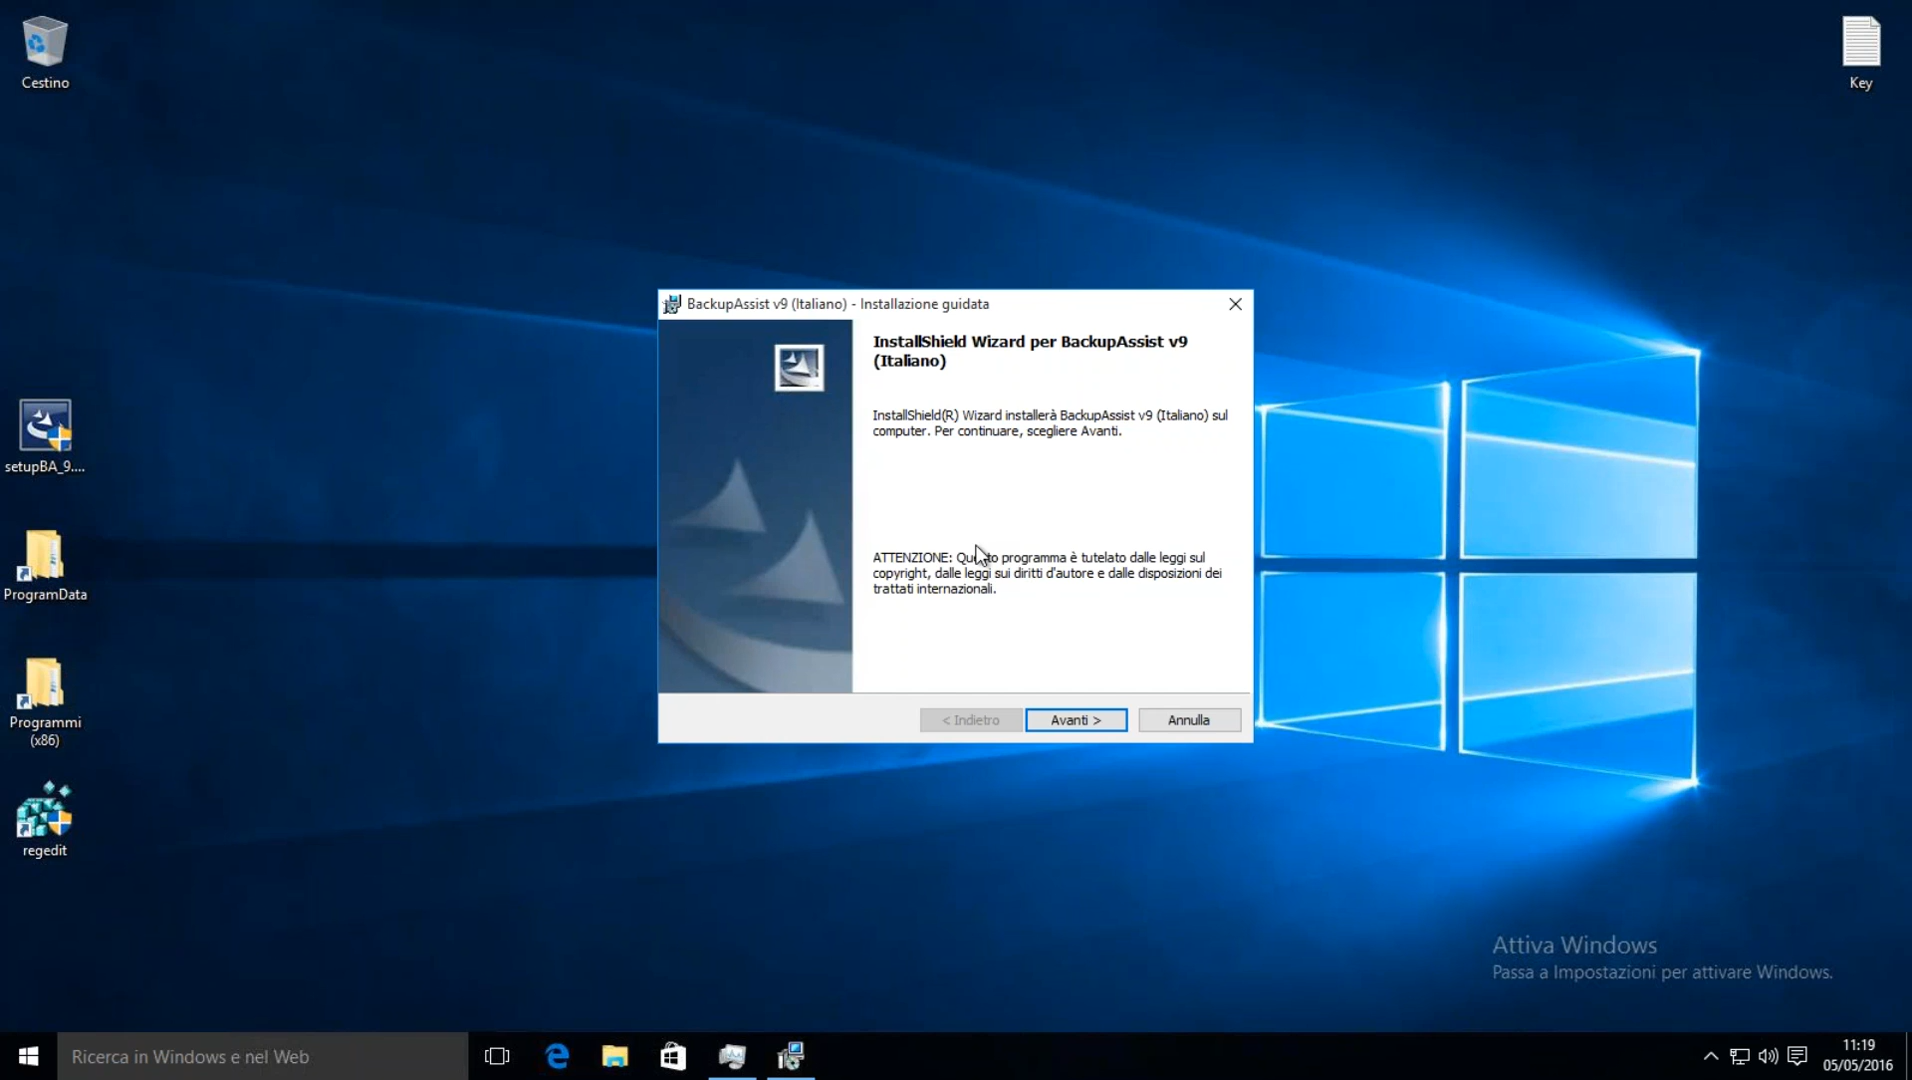 Cestino
Key
setupBA_9....
ProgramData
Programmi
(x86)
regedit
BackupAssist v9 (Italiano) - Installazione guidata
InstallShield Wizard per BackupAssist v9
(Italiano)
InstallShield(R) Wizard installerà BackupAssist v9 (Italiano) sul
computer. Per continuare, scegliere Avanti.
ATTENZIONE: Questo programma è tutelato dalle leggi sul
copyright, dalle leggi sui diritti d'autore e dalle disposizioni dei
trattati internazionali.
< Indietro
Avanti >
Annulla
Attiva Windows
Passa a Impostazioni per attivare Windows.
Ricerca in Windows e nel Web
11:19
05/05/2016